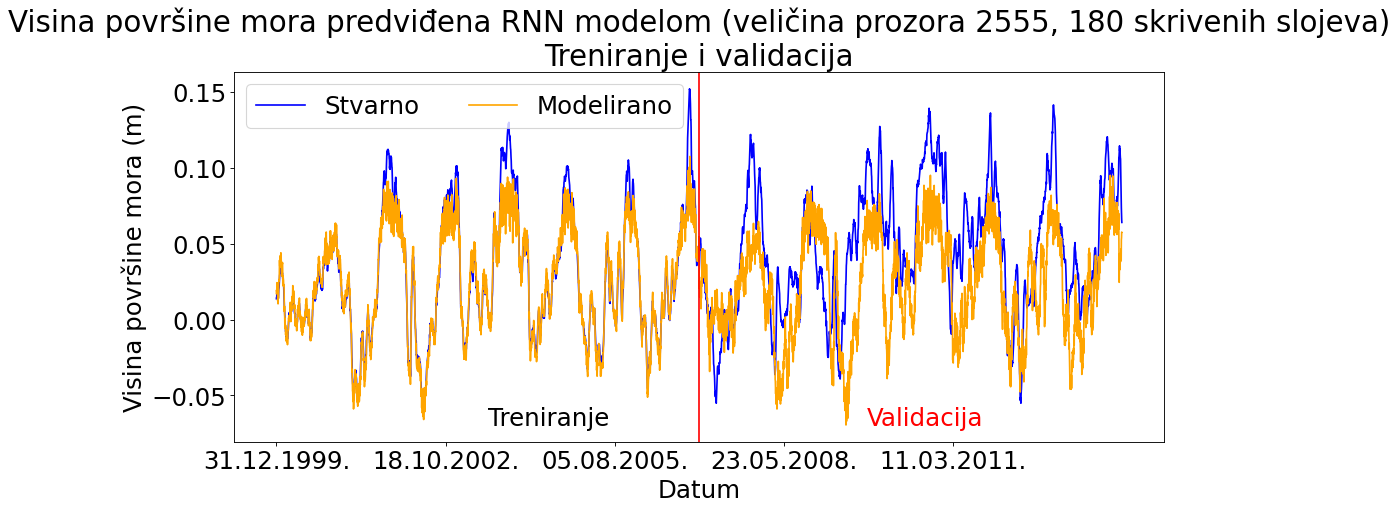 Visina površine mora predviđena RNN modelom (veličina prozora 2555, 180 skrivenih slojeva)
Treniranje i validacija
Stvarno Modelirano
Visina površine mora (m)
0.15
0.10
0.05
0.00
−0.05
Treniranje Validacija
31.12.1999. 18.10.2002. 05.08.2005. 23.05.2008. 11.03.2011.
Datum